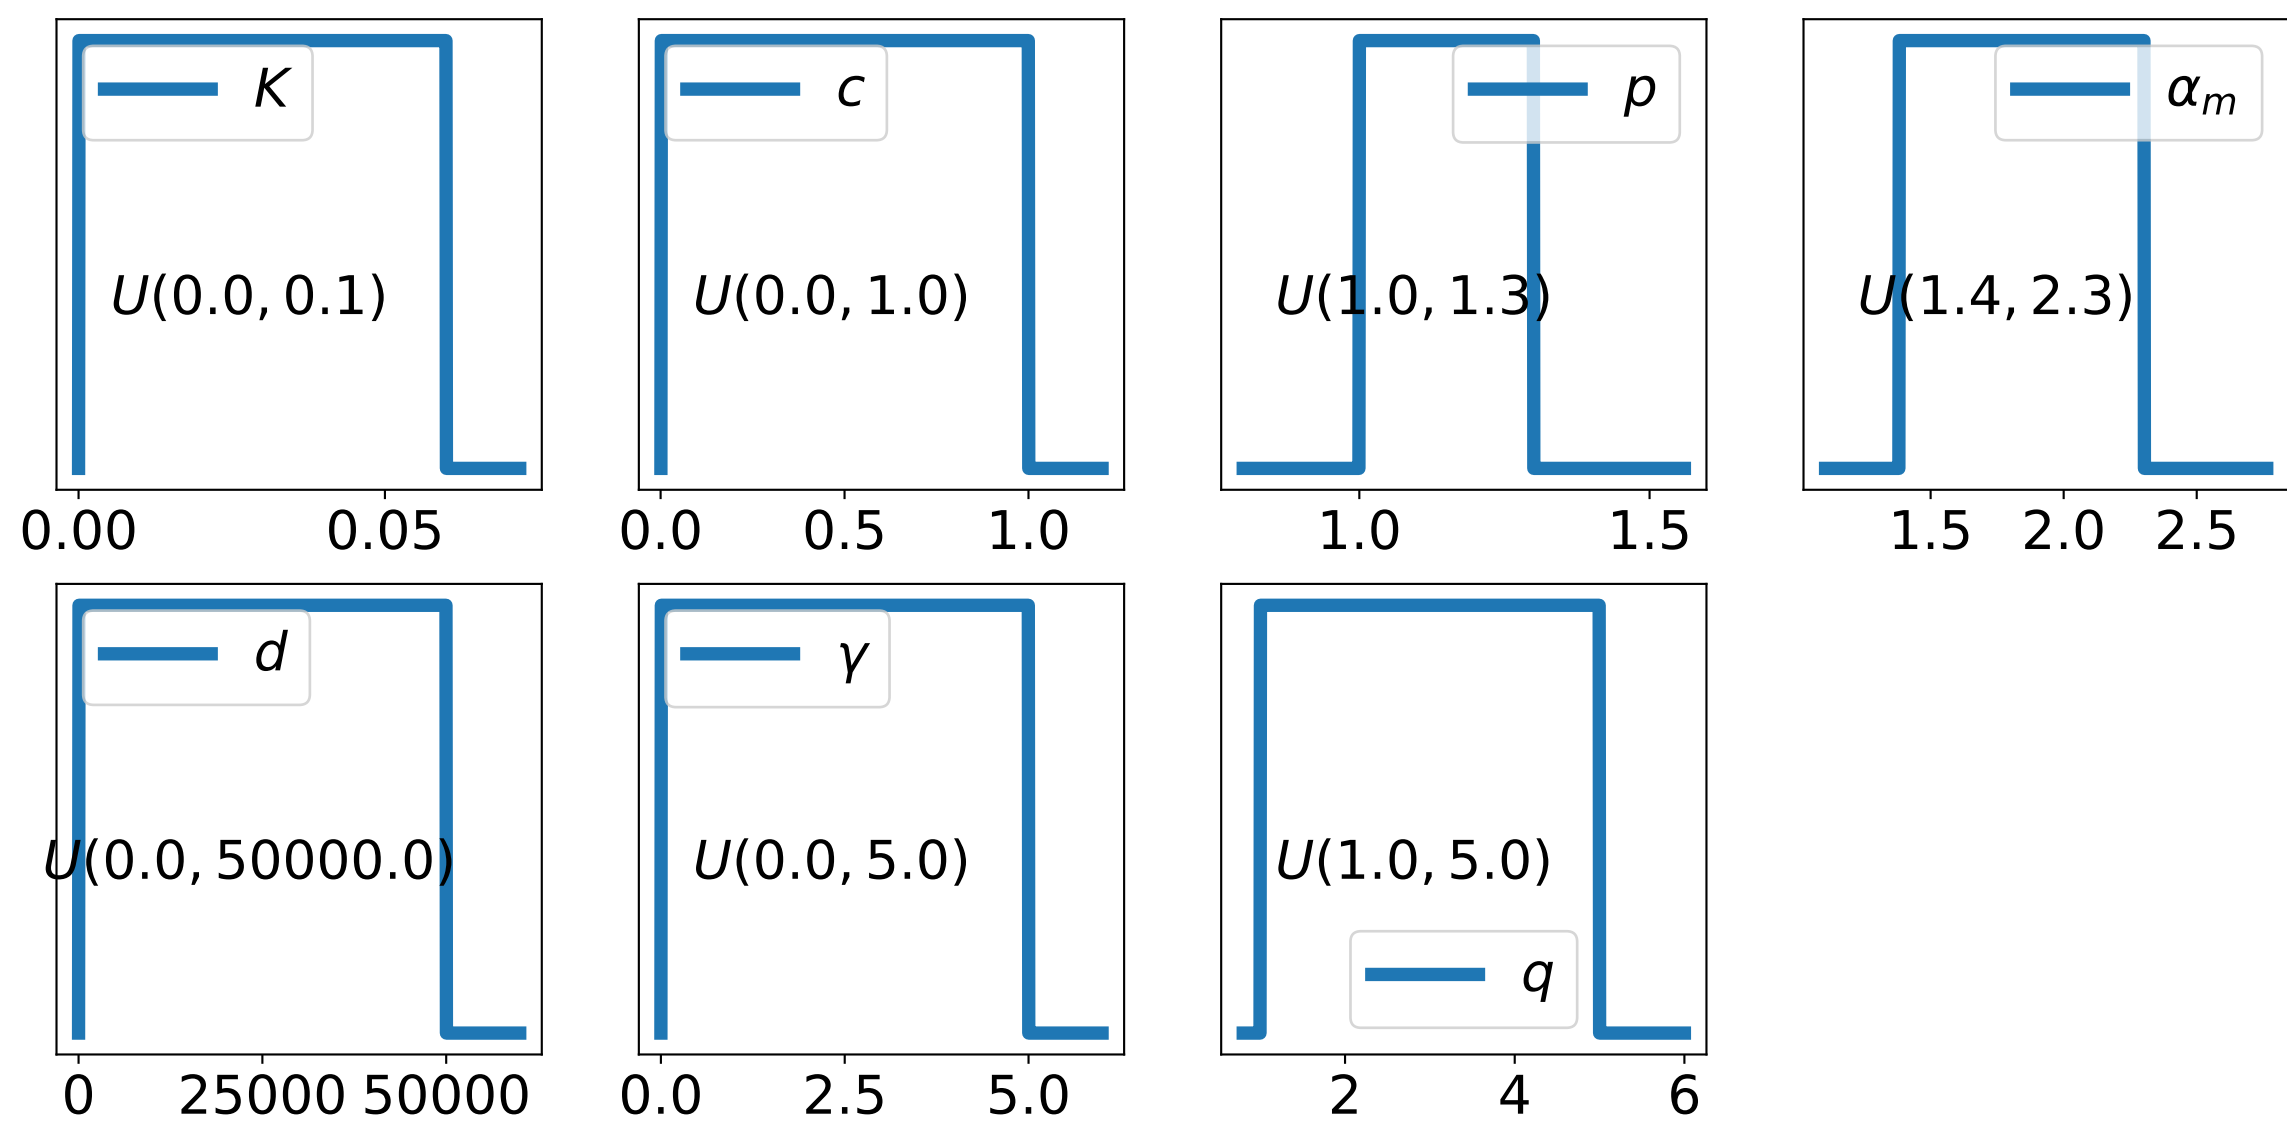 K
U(0.0, 0.1)
0.00 0.05
c
U(0.0, 1.0)
0.0 0.5 1.0
p
U(1.0, 1.3)
1.0 1.5
α_m
U(1.4, 2.3)
1.5 2.0 2.5
d
U(0.0, 50000.0)
0 25000 50000
γ
U(0.0, 5.0)
0.0 2.5 5.0
U(1.0, 5.0)
q
2 4 6